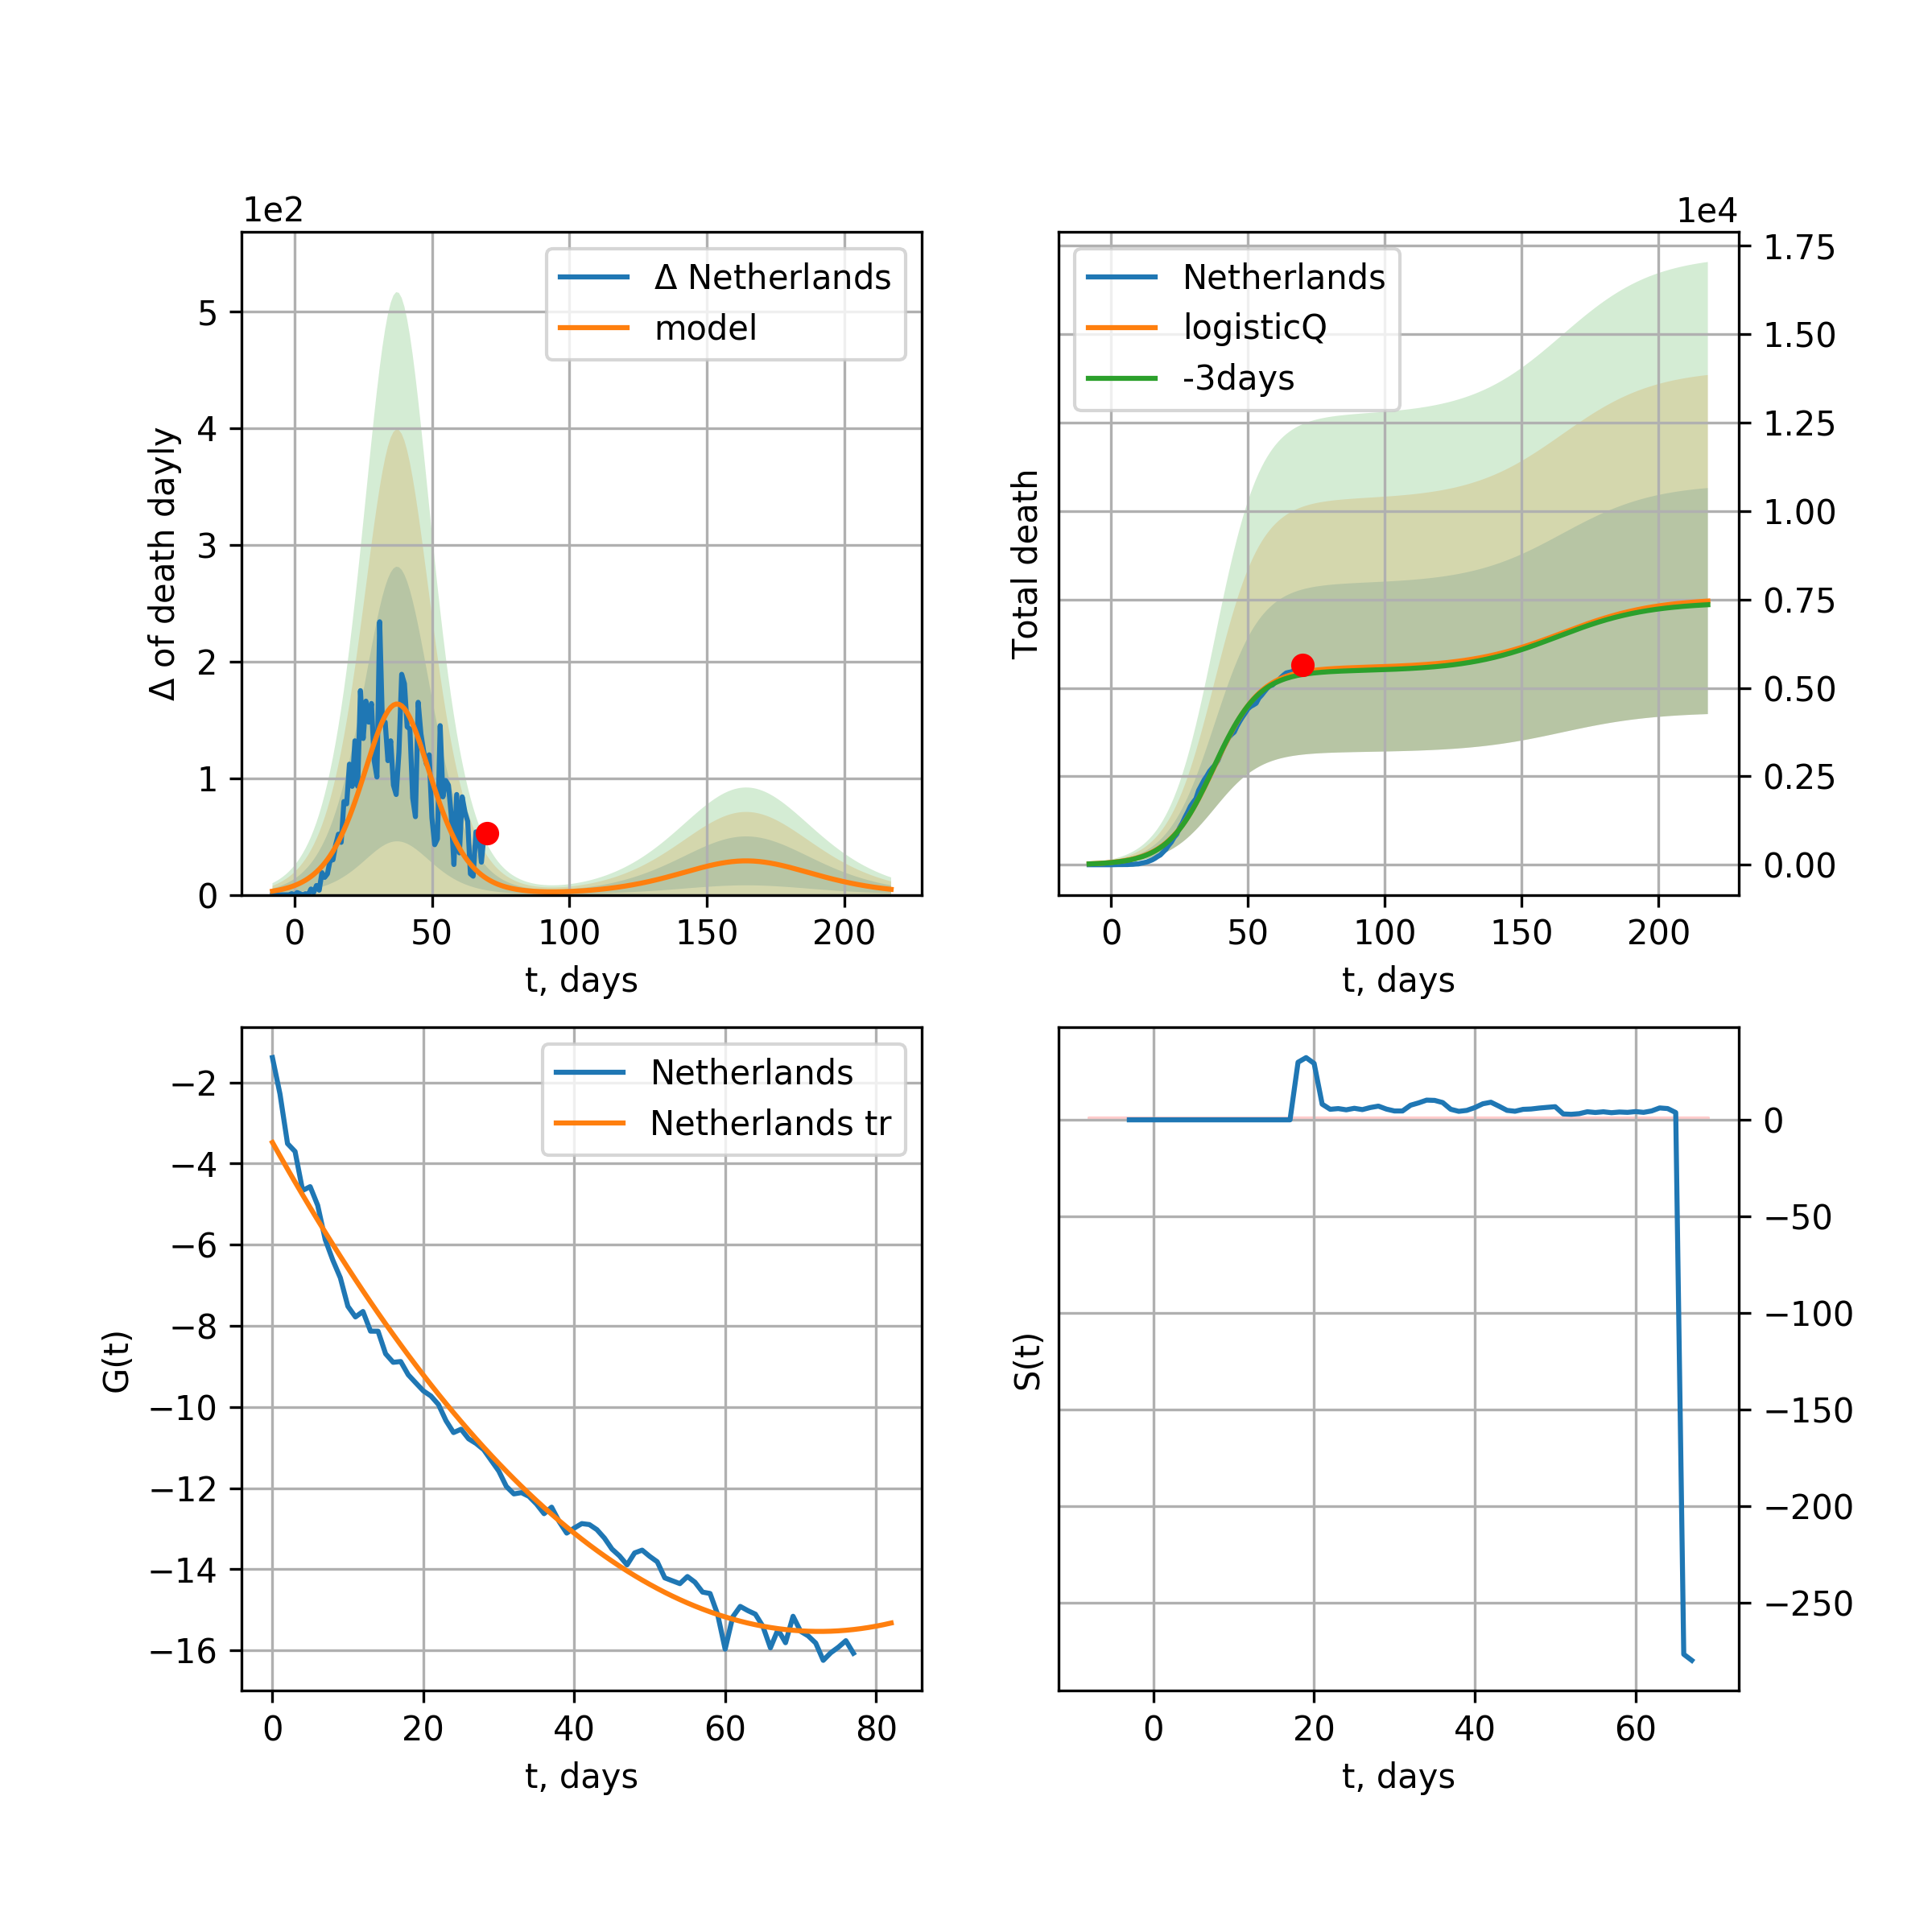 1e2
Δ of death dayly
5
4
3
2
1
0
Δ Netherlands
model
0 50 100 150 200
t, days
1e4
Total death
Netherlands
logisticQ
-3days
1.75
1.50
1.25
1.00
0.75
0.50
0.25
0.00
0 50 100 150 200
t, days
G(t)
−2
−4
−6
−8
−10
−12
−14
−16
Netherlands
Netherlands tr
0 20 40 60 80
t, days
S(t)
0
−50
−100
−150
−200
−250
0 20 40 60
t, days